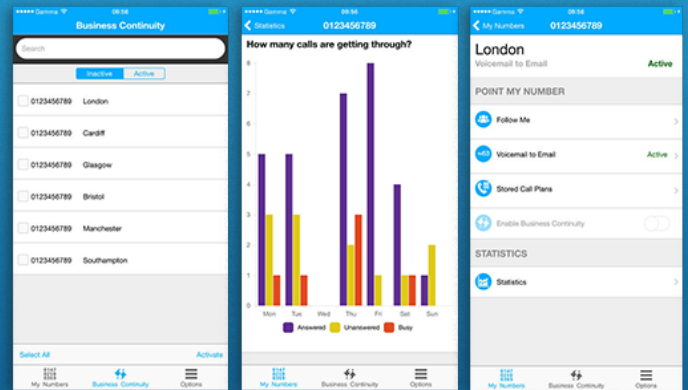 Gamma 09:56
Business Continuity
Search
Inactive Active
0123456789 London
0123456789 Cardiff
0123456789 Glasgow
0123456789 Bristol
0123456789 Manchester
0123456789 Southampton
Select All Activate
My Numbers Business Continuity Options
Gamma 09:56
Statistics 0123456789
How many calls are getting through?
8
7
6
5
4
3
2
1
0
Mon Tue Wed Thu Fri Sat Sun
Answered Unanswered Busy
My Numbers Business Continuity Options
Gamma 09:56
My Numbers 0123456789
London
Voicemail to Email Active
POINT MY NUMBER
Follow Me
Voicemail to Email Active
Stored Call Plans
Enable Business Continuity
STATISTICS
Statistics
My Numbers Business Continuity Options